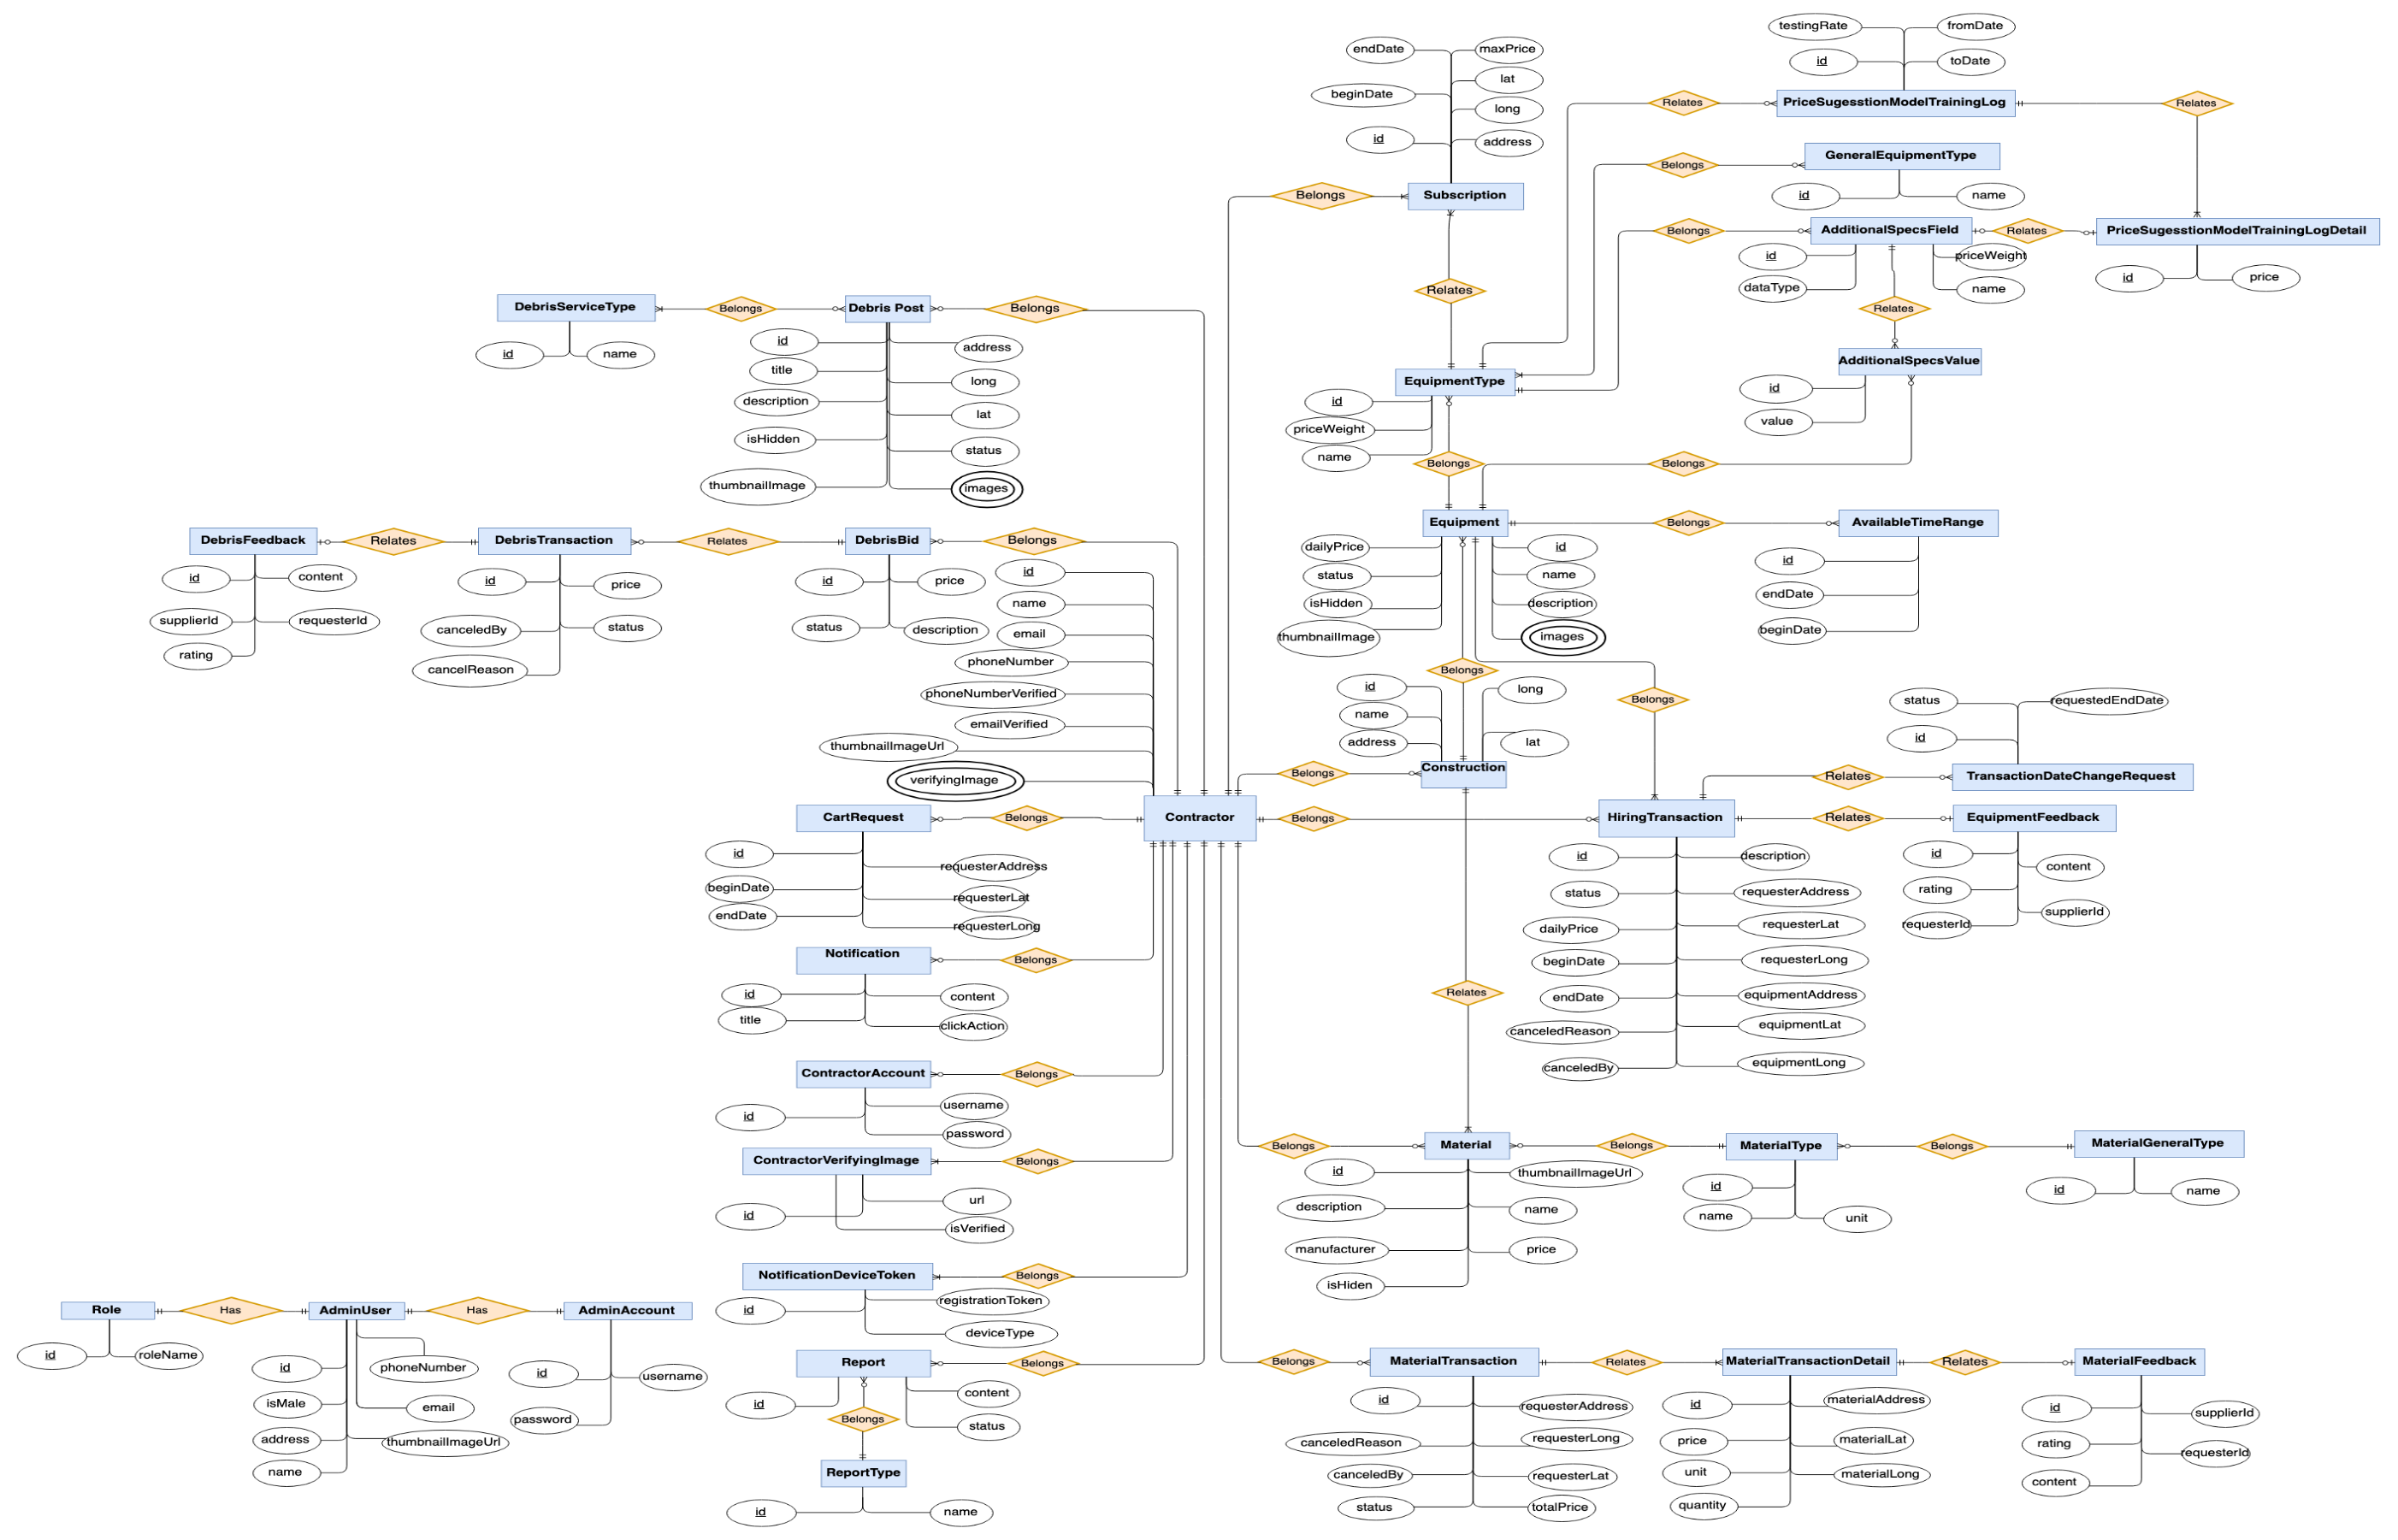 testingRate
fromDate
id
toDate
endDate
maxPrice
lat
beginDate
long
id
address
Relates
PriceSugesstionModelTrainingLog
Relates
Belongs
GeneralEquipmentType
id
name
Belongs
Subscription
Belongs
AdditionalSpecsField
Relates
PriceSugesstionModelTrainingLogDetail
id
priceWeight
dataType
name
id
price
Relates
Relates
DebrisServiceType
Belongs
Debris Post
Belongs
id
name
id
address
title
long
description
lat
isHidden
status
thumbnailImage
images
AdditionalSpecsValue
id
value
EquipmentType
id
priceWeight
name
Belongs
Belongs
DebrisFeedback
Relates
DebrisTransaction
Relates
DebrisBid
Belongs
id
content
supplierId
requesterId
rating
id
price
canceledBy
status
cancelReason
id
price
status
description
id
name
email
phoneNumber
phoneNumberVerified
emailVerified
thumbnailImageUrl
verifyingImage
Equipment
Belongs
AvailableTimeRange
dailyPrice
id
status
name
isHidden
description
thumbnailImage
images
id
endDate
beginDate
Belongs
Belongs
id
long
name
address
lat
Belongs
Construction
status
requestedEndDate
id
Relates
TransactionDateChangeRequest
CartRequest
Belongs
Contractor
Belongs
HiringTransaction
Relates
EquipmentFeedback
id
requesterAddress
beginDate
requesterLat
endDate
requesterLong
id
description
status
requesterAddress
dailyPrice
requesterLat
beginDate
requesterLong
endDate
equipmentAddress
canceledReason
equipmentLat
canceledBy
equipmentLong
id
content
rating
supplierId
requesterId
Notification
Belongs
id
content
title
clickAction
Relates
ContractorAccount
Belongs
id
username
password
ContractorVerifyingImage
Belongs
id
url
isVerified
Belongs
Material
Belongs
MaterialType
Belongs
MaterialGeneralType
id
thumbnailImageUrl
description
name
manufacturer
price
isHiden
id
name
unit
id
name
NotificationDeviceToken
Belongs
id
registrationToken
deviceType
Role
Has
AdminUser
Has
AdminAccount
id
roleName
id
phoneNumber
isMale
email
address
thumbnailImageUrl
name
id
username
password
Report
Belongs
id
content
status
Belongs
ReportType
id
name
Belongs
MaterialTransaction
Relates
MaterialTransactionDetail
Relates
MaterialFeedback
id
requesterAddress
canceledReason
requesterLong
canceledBy
requesterLat
status
totalPrice
id
materialAddress
price
materialLat
unit
materialLong
quantity
id
supplierId
rating
requesterId
content